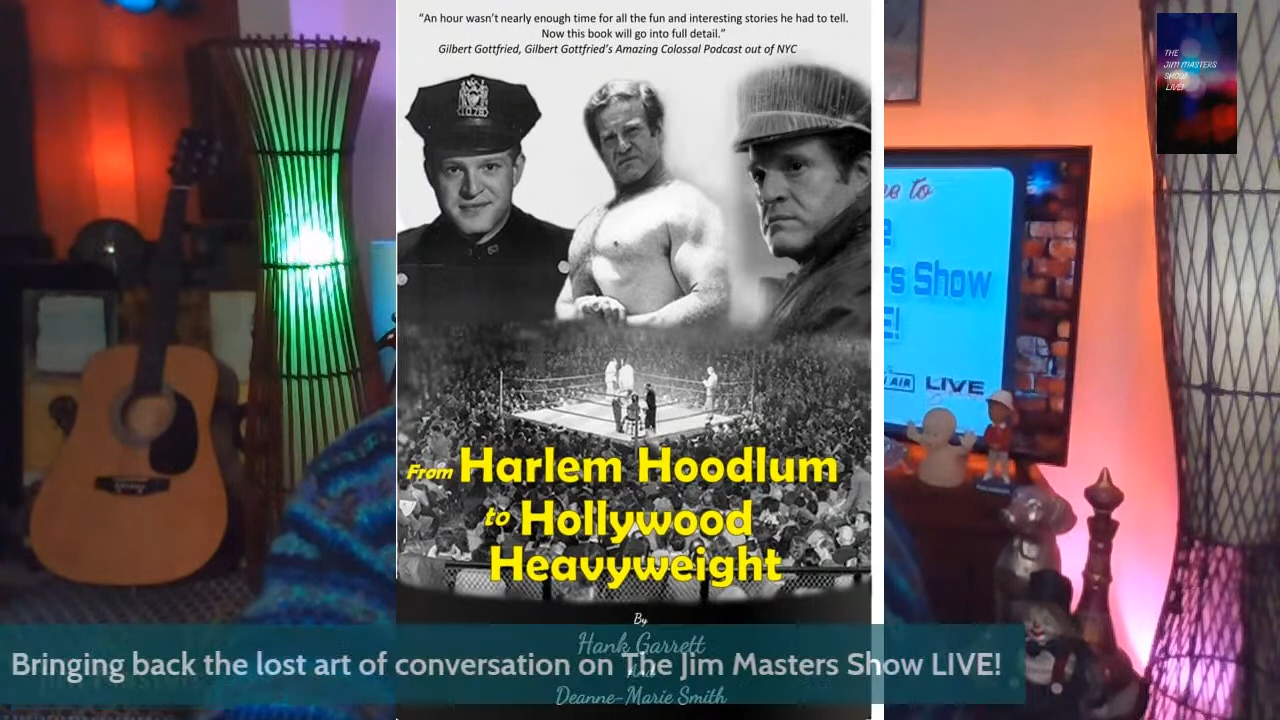 “An hour wasn’t nearly enough time for all the fun and interesting stories he had to tell.
Now this book will go into full detail.”
Gilbert Gottfried, Gilbert Gottfried’s Amazing Colossal Podcast out of NYC
THE
JIM MASTERS
SHOW
LIVE!
to
rs Show
E!
AIR LIVE
From Harlem Hoodlum
to Hollywood
Heavyweight
By
Hank Garrett
And
Deanne-Marie Smith
Bringing back the lost art of conversation on The Jim Masters Show LIVE!